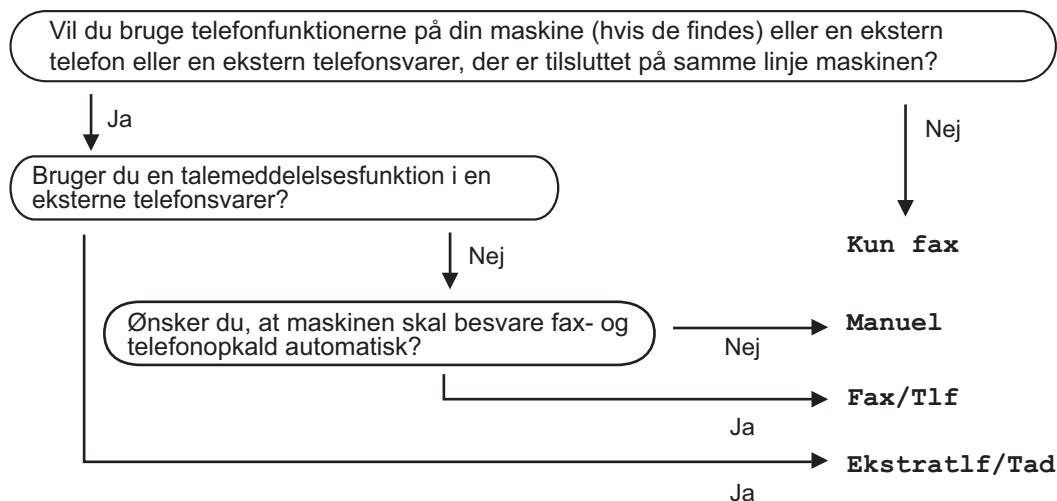 Vil du bruge telefonfunktionerne på din maskine (hvis de findes) eller en ekstern
telefon eller en ekstern telefonsvarer, der er tilsluttet på samme linje maskinen?
Ja
Nej
Bruger du en talemeddelelsesfunktion i en
eksterne telefonsvarer?
Kun fax
Nej
Ønsker du, at maskinen skal besvare fax- og
telefonopkald automatisk?
Nej
Manuel
Ja
Fax/Tlf
Ja
Ekstratlf/Tad